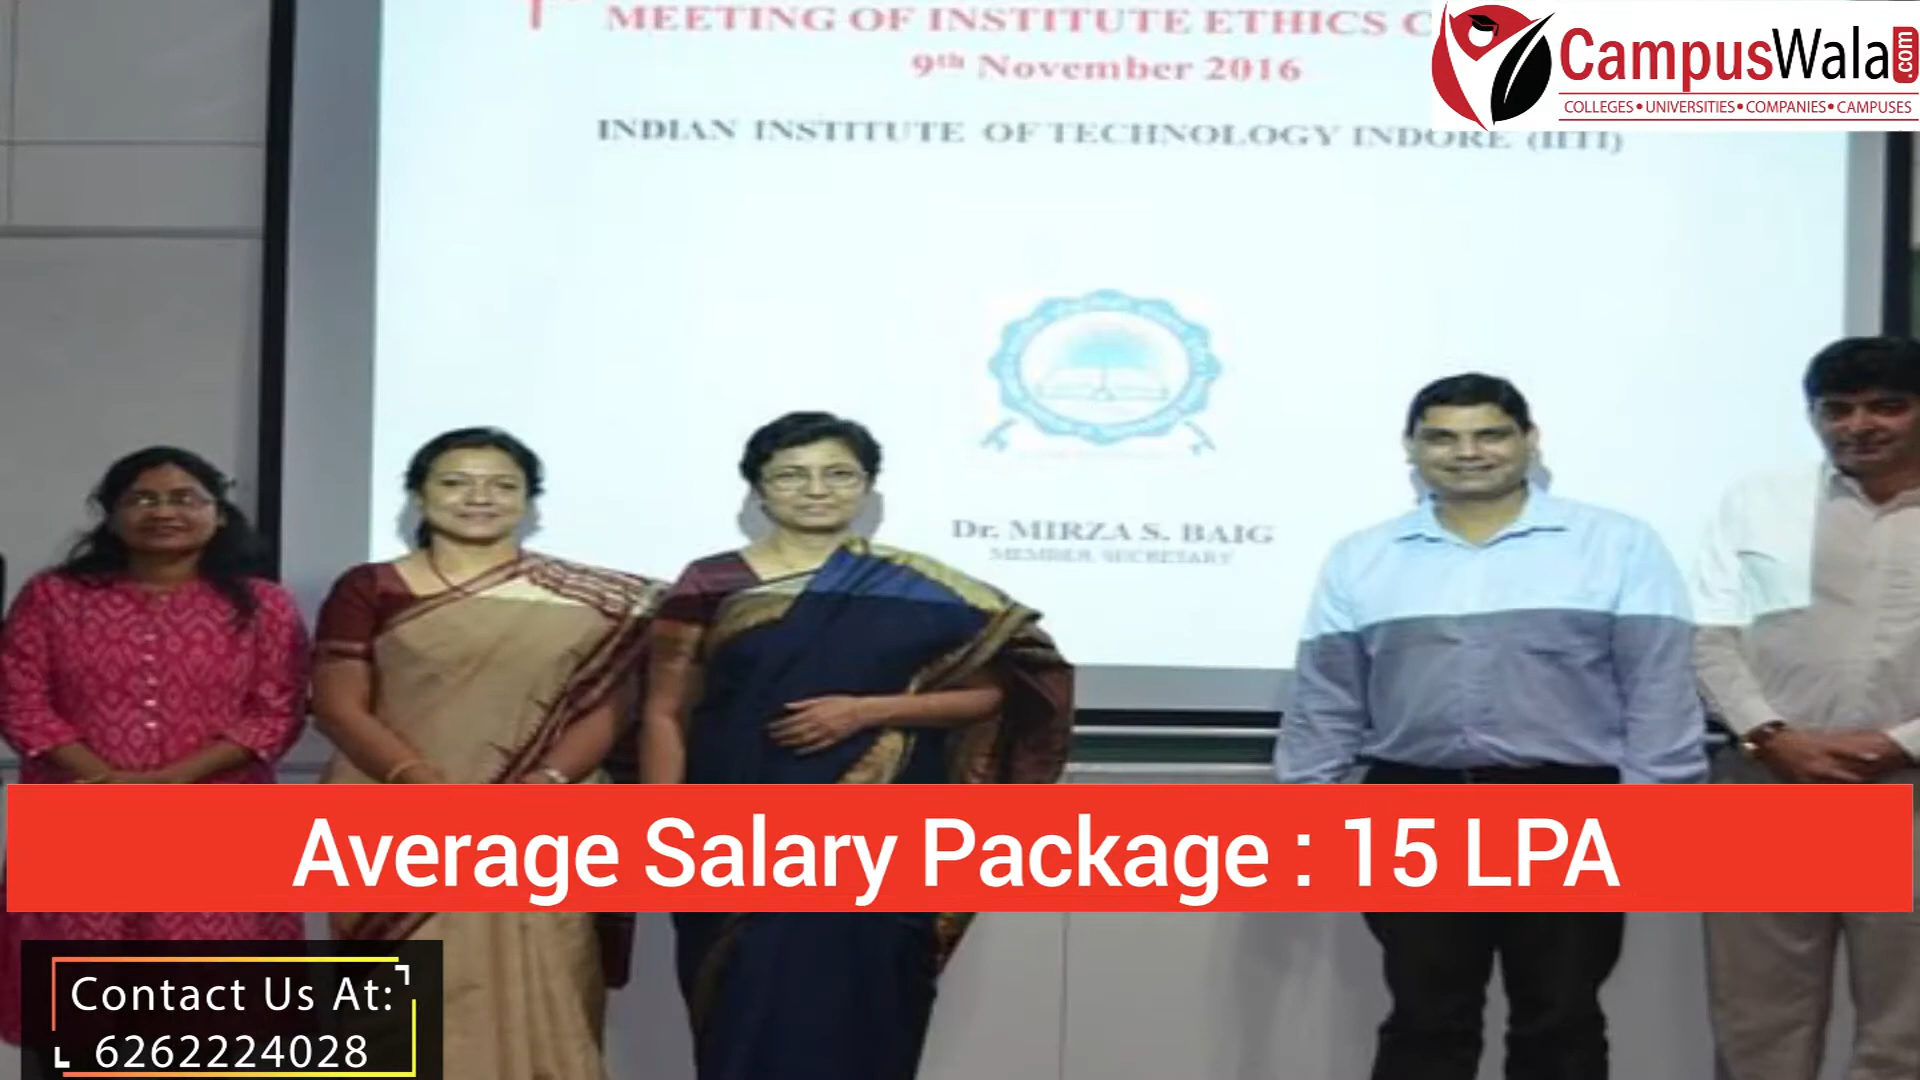 MEETING OF INSTITUTE ETHICS C
9th November 2016
INDIAN INSTITUTE OF TECHNOLOGY INDORE (IITI)
CampusWala.com
COLLEGES • UNIVERSITIES • COMPANIES • CAMPUSES
Dr. MIRZA S. BAIG
MEMBER SECRETARY
Average Salary Package : 15 LPA
Contact Us At:
6262224028